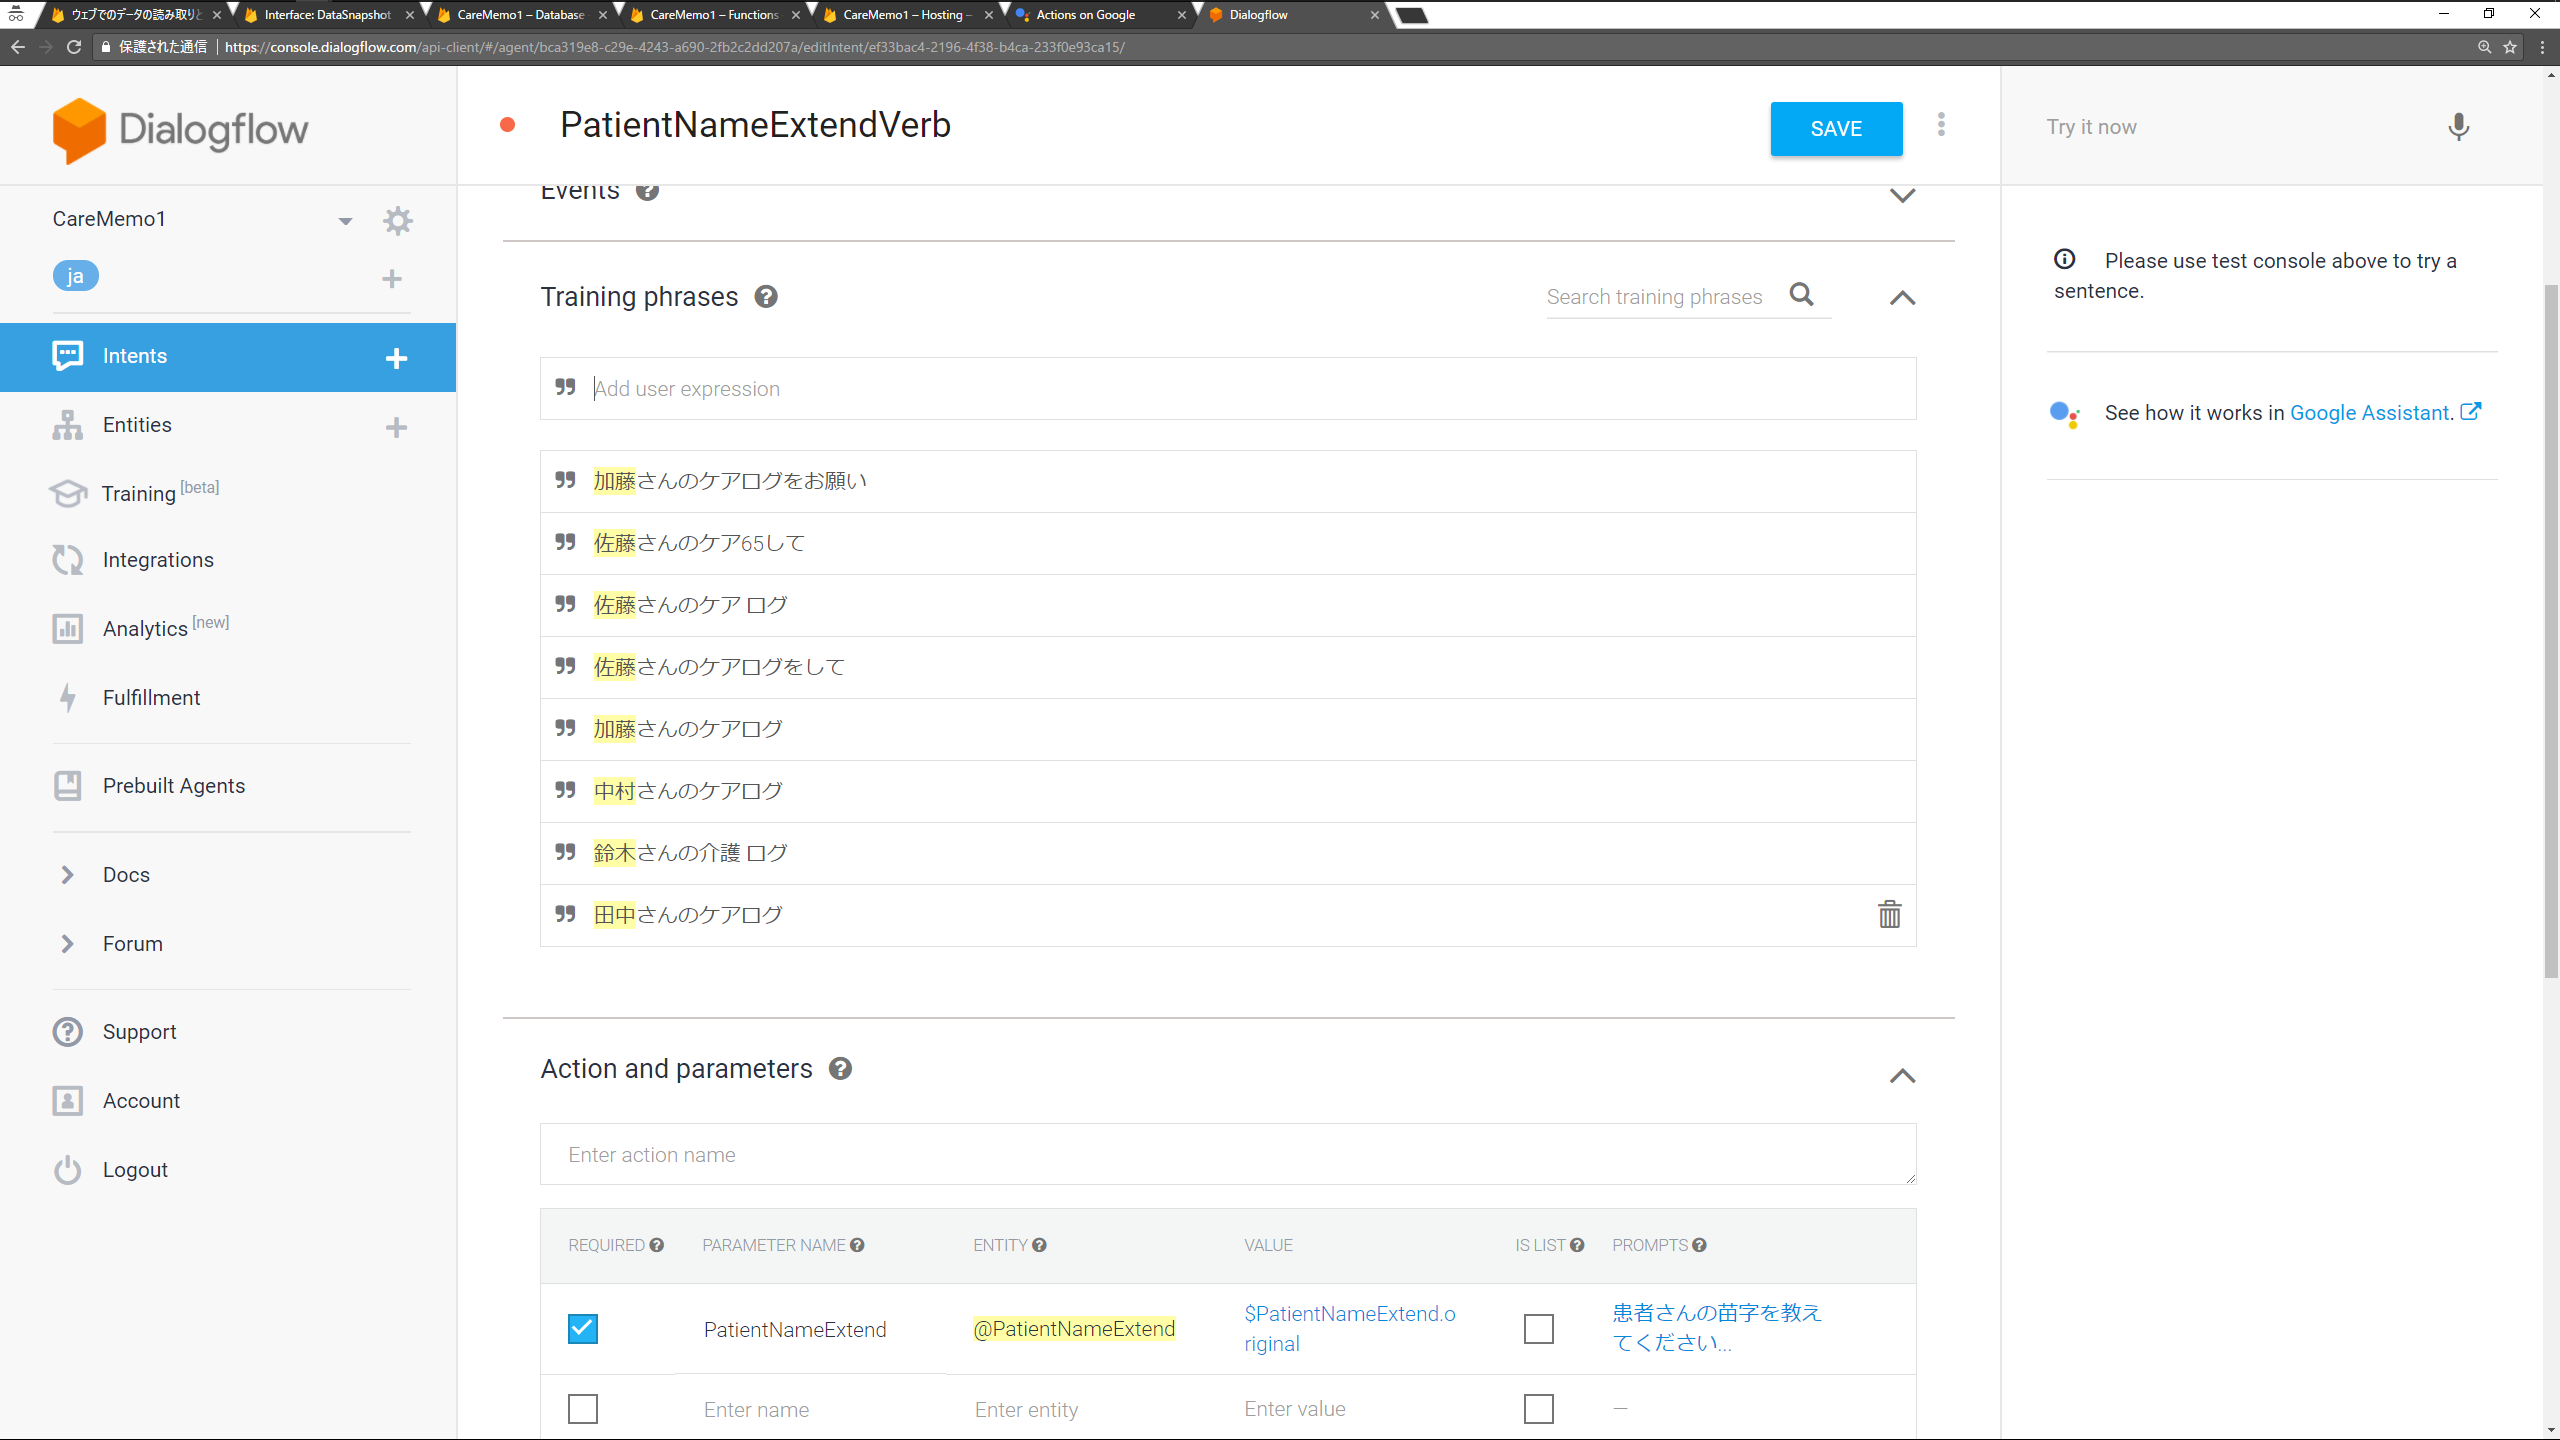 ウェブでのデータの読み取りと
Interface: DataSnapshot
CareMemo1 – Database
CareMemo1 – Functions
CareMemo1 – Hosting –
Actions on Google
Dialogflow
保護された通信 | https://console.dialogflow.com/api-client/#/agent/bca319e8-c29e-4243-a690-2fb2c2dd207a/editIntent/ef33bac4-2196-4f38-b4ca-233f0e93ca15/
Dialogflow
CareMemo1
ja
Intents
Entities
Training [beta]
Integrations
Analytics [new]
Fulfillment
Prebuilt Agents
Docs
Forum
Support
Account
Logout
PatientNameExtendVerb
SAVE
Events
Training phrases
Search training phrases
Add user expression
加藤さんのケアログをお願い
佐藤さんのケア65して
佐藤さんのケア ログ
佐藤さんのケアログをして
加藤さんのケアログ
中村さんのケアログ
鈴木さんの介護 ログ
田中さんのケアログ
Action and parameters
Enter action name
REQUIRED PARAMETER NAME ENTITY VALUE IS LIST PROMPTS
PatientNameExtend
@PatientNameExtend
$PatientNameExtend.o
riginal
患者さんの苗字を教え
てください...
Enter name Enter entity Enter value —
Try it now
Please use test console above to try a
sentence.
See how it works in Google Assistant.